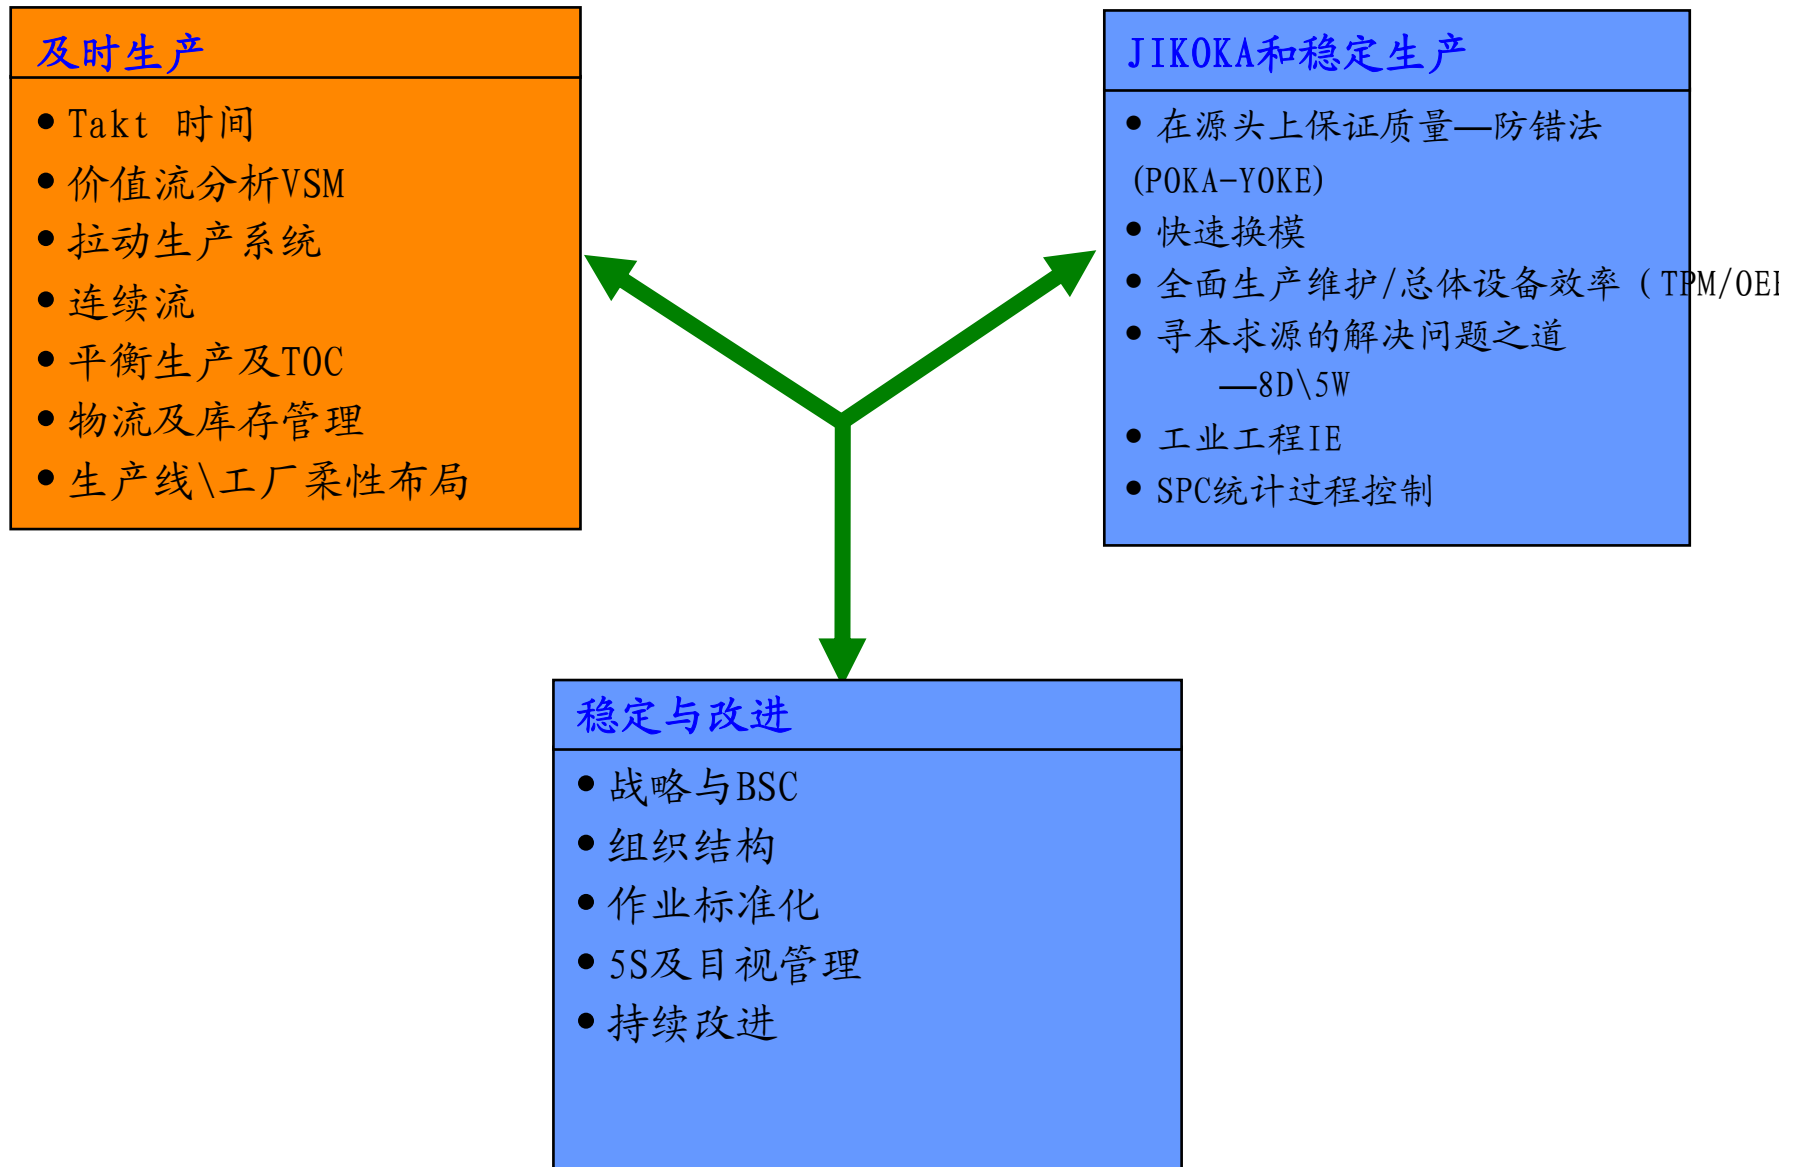 及时生产
• Takt 时间
• 价值流分析VSM
• 拉动生产系统
• 连续流
• 平衡生产及TOC
• 物流及库存管理
• 生产线\工厂柔性布局
JIKOKA和稳定生产
• 在源头上保证质量—防错法
(POKA-YOKE)
• 快速换模
• 全面生产维护/总体设备效率（TPM/OE
• 寻本求源的解决问题之道
—8D\5W
• 工业工程IE
• SPC统计过程控制
稳定与改进
• 战略与BSC
• 组织结构
• 作业标准化
• 5S及目视管理
• 持续改进